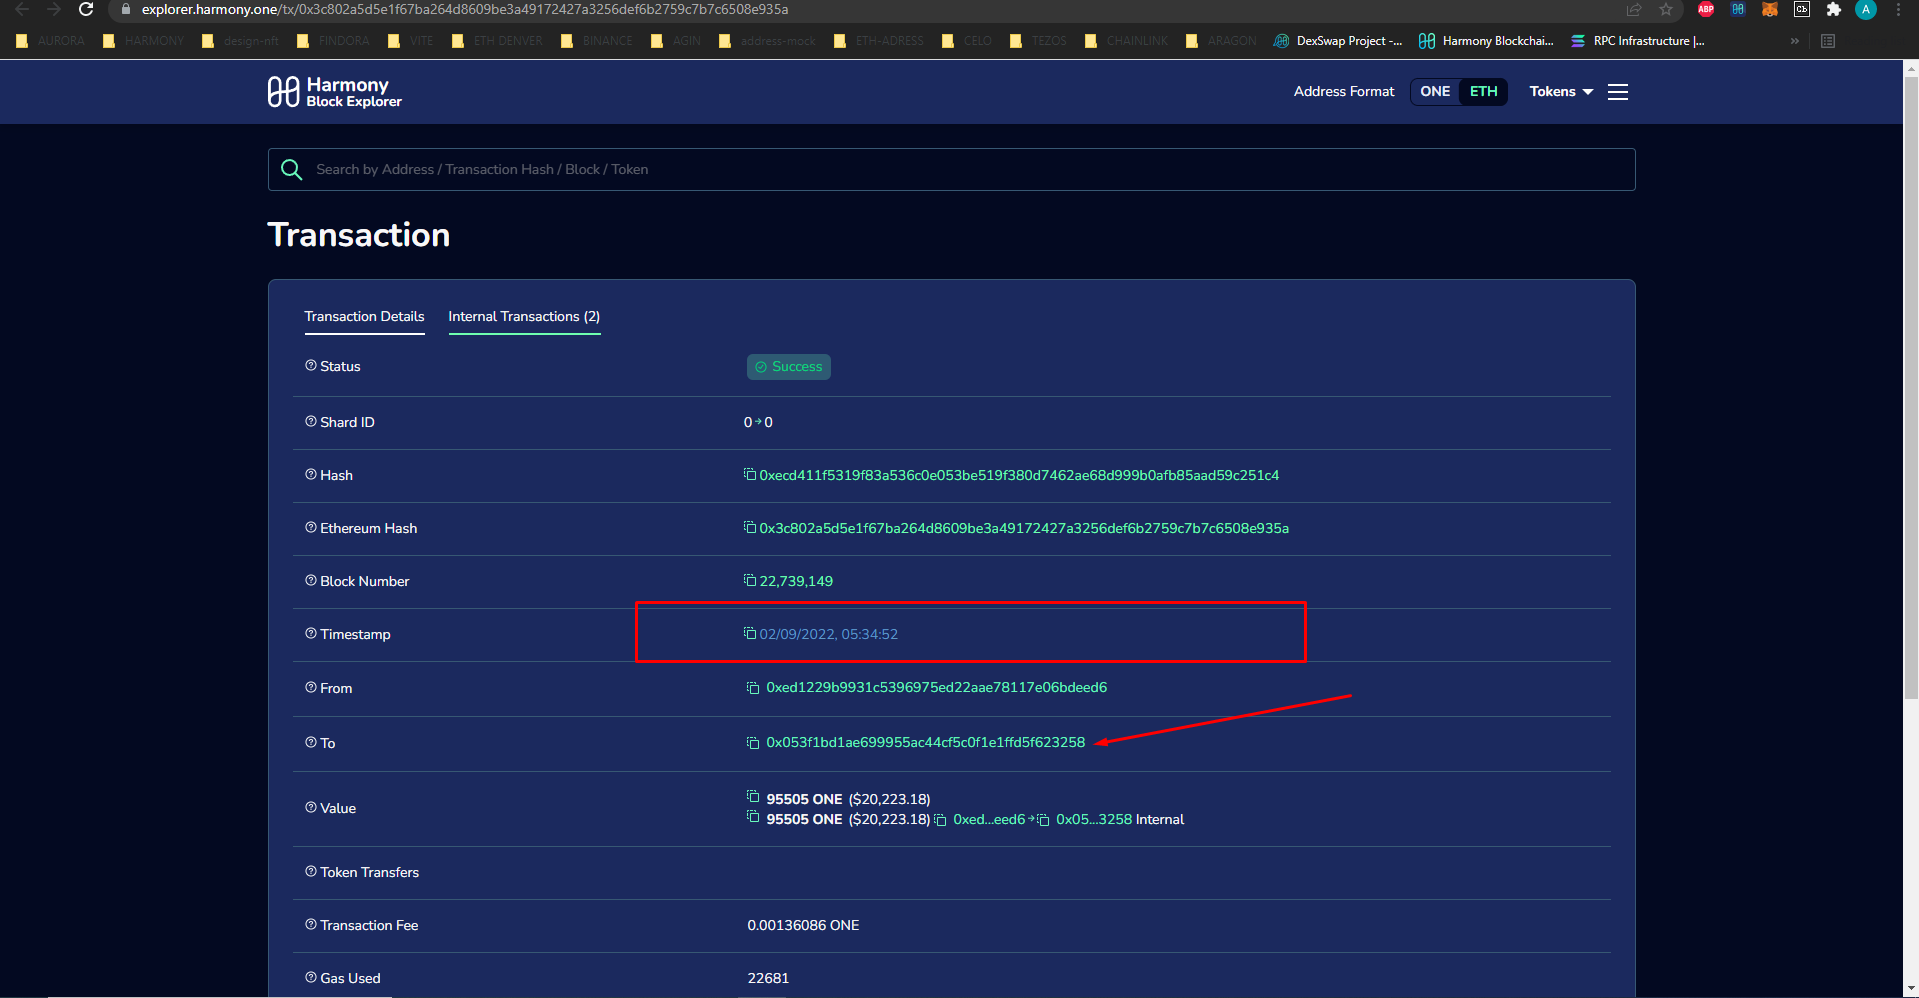 explorer.harmony.one/tx/0x3c802a5d5e1f67ba264d8609be3a49172427a3256def6b2759c7b7c6508e935a
ABP
Cb
A
AURORA HARMONY design-nft FINDORA VITE ETH DENVER BINANCE AGIN address-mock ETH-ADRESS CELO TEZOS CHAINLINK ARAGON DexSwap Project -... Harmony Blockchai... RPC Infrastructure |... »
Harmony
Block Explorer
Address Format ONE ETH Tokens
Search by Address / Transaction Hash / Block / Token
Transaction
Transaction Details Internal Transactions (2)
Status Success
Shard ID 0 → 0
Hash 0xecd411f5319f83a536c0e053be519f380d7462ae68d999b0afb85aad59c251c4
Ethereum Hash 0x3c802a5d5e1f67ba264d8609be3a49172427a3256def6b2759c7b7c6508e935a
Block Number 22,739,149
Timestamp 02/09/2022, 05:34:52
From 0xed1229b9931c5396975ed22aae78117e06bdeed6
To 0x053f1bd1ae699955ac44cf5c0f1e1ffd5f623258
Value 95505 ONE ($20,223.18)
95505 ONE ($20,223.18) 0xed...eed6 → 0x05...3258 Internal
Token Transfers
Transaction Fee 0.00136086 ONE
Gas Used 22681